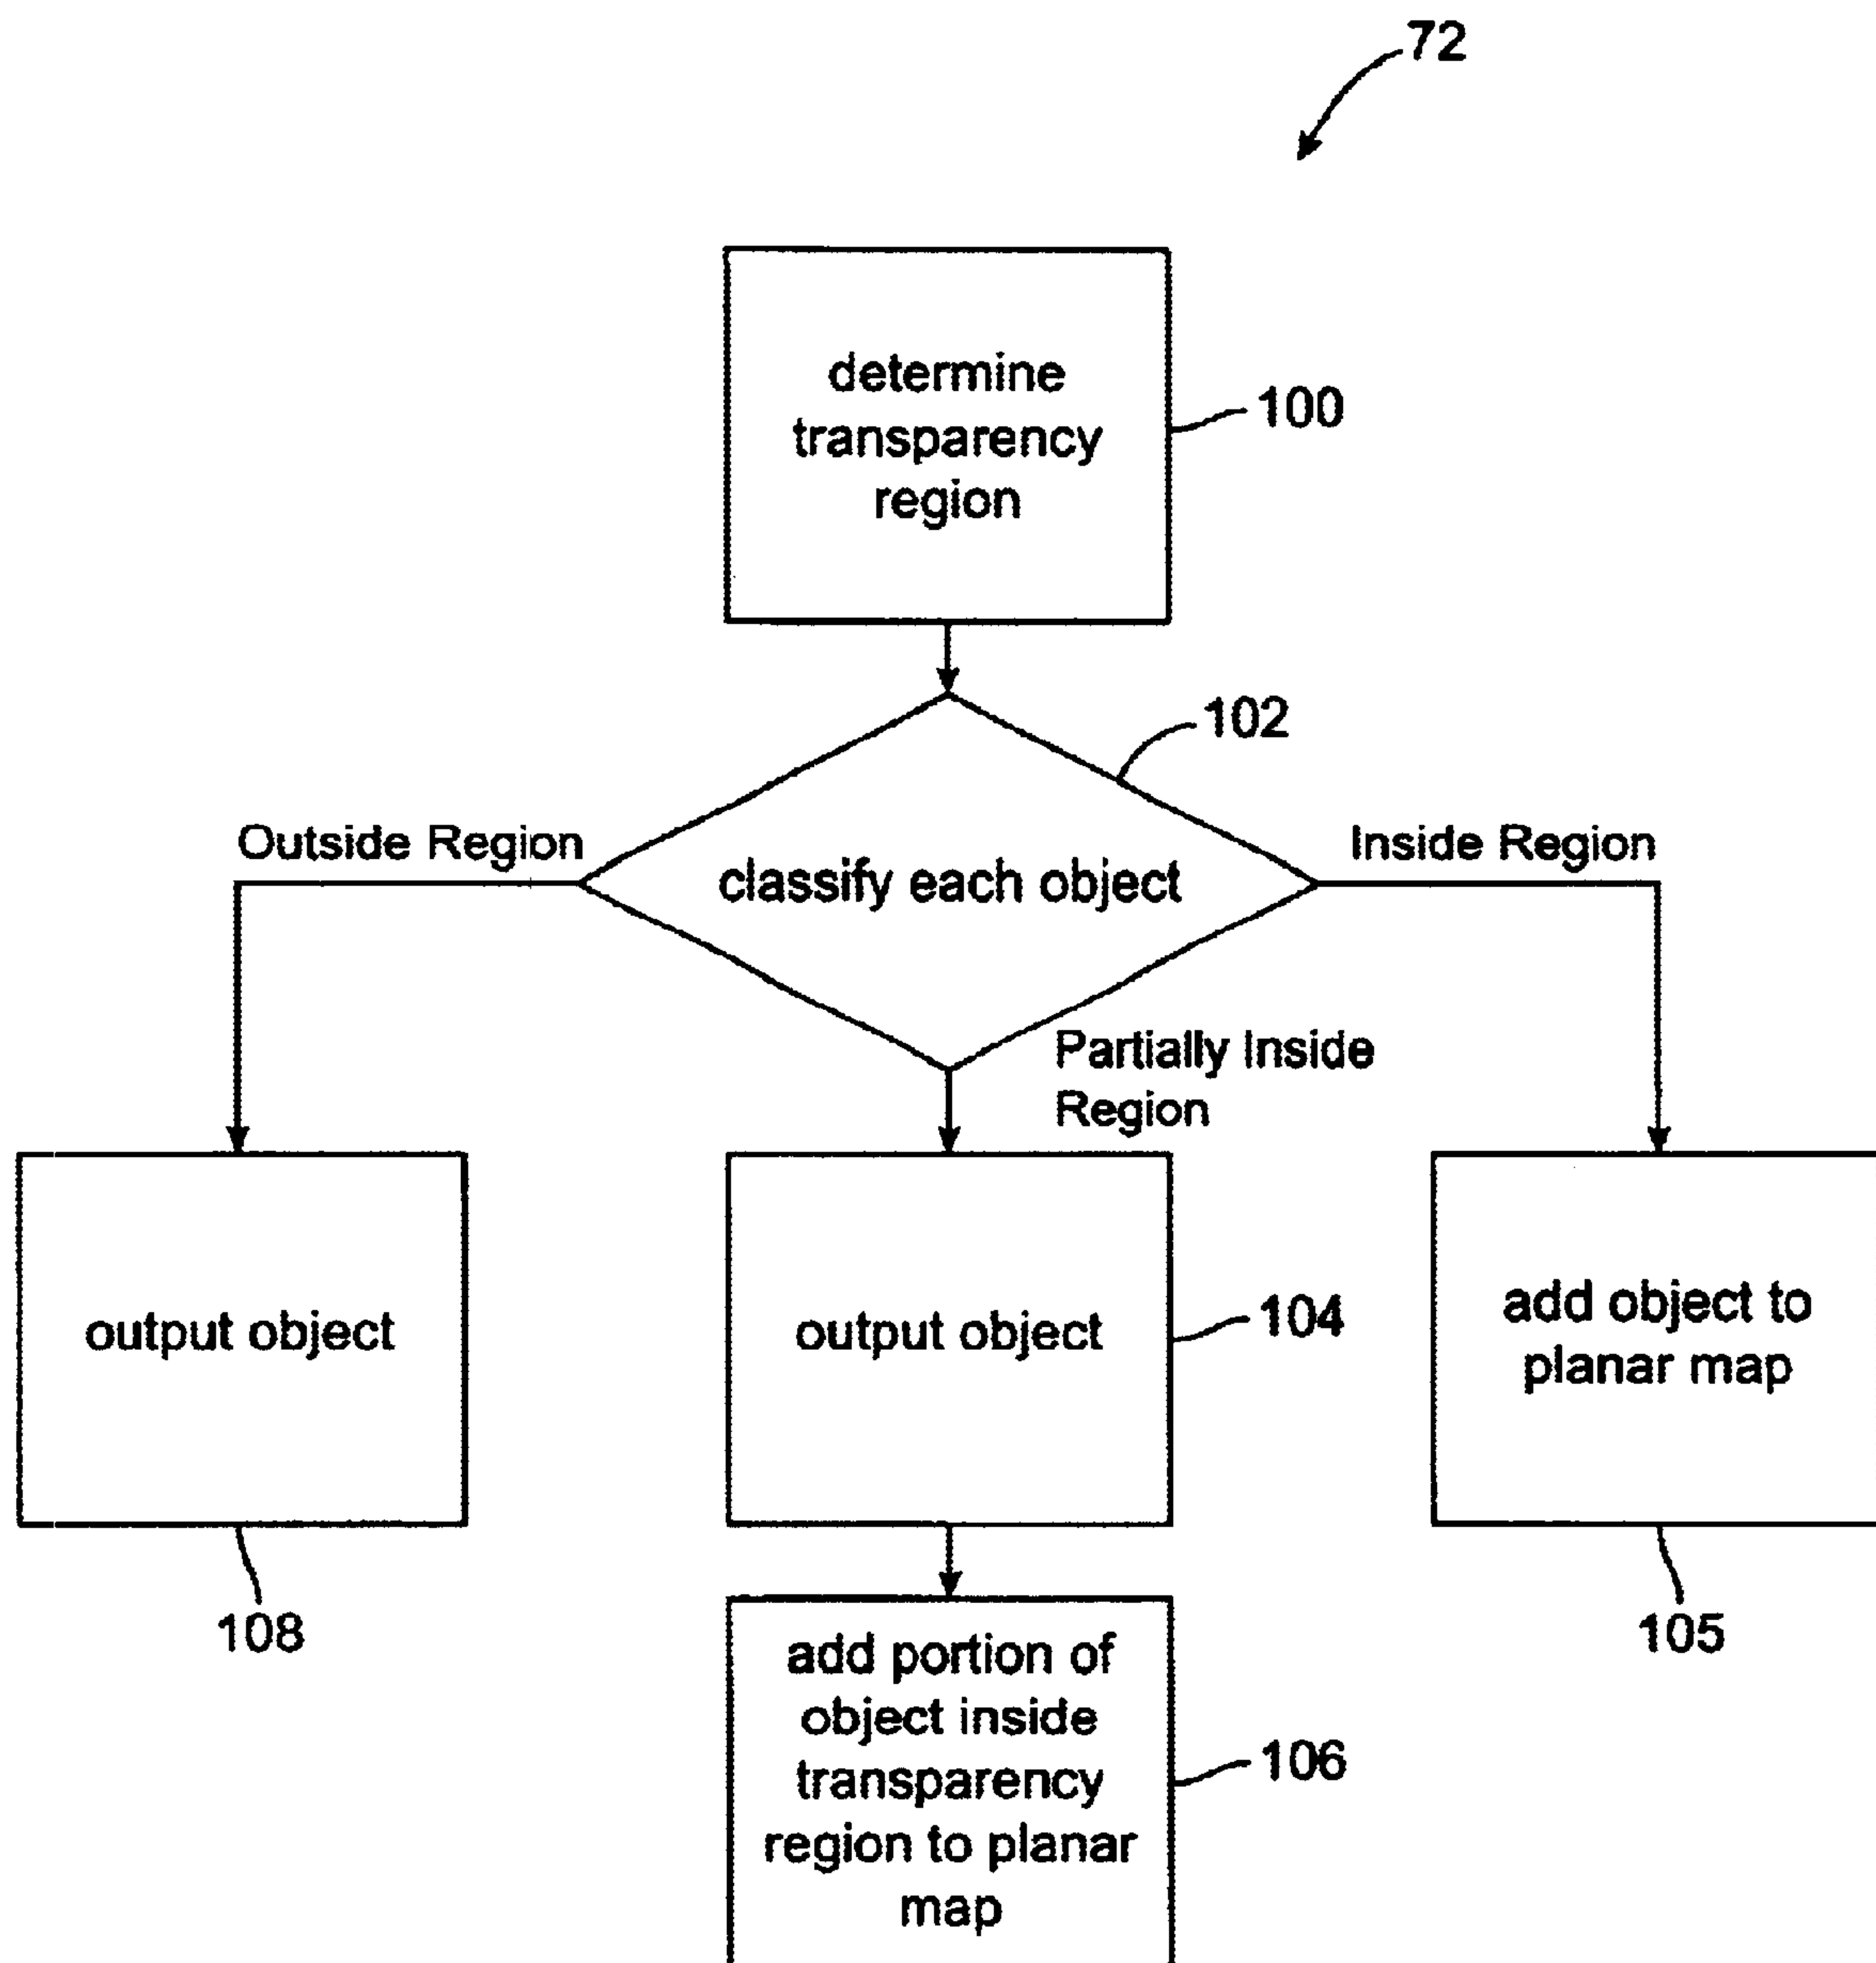 72
determine
transparency
region
100
102
Outside Region
classify each object
Inside Region
Partially Inside
Region
output object
108
output object
104
add object to
planar map
105
add portion of
object inside
transparency
region to planar
map
106